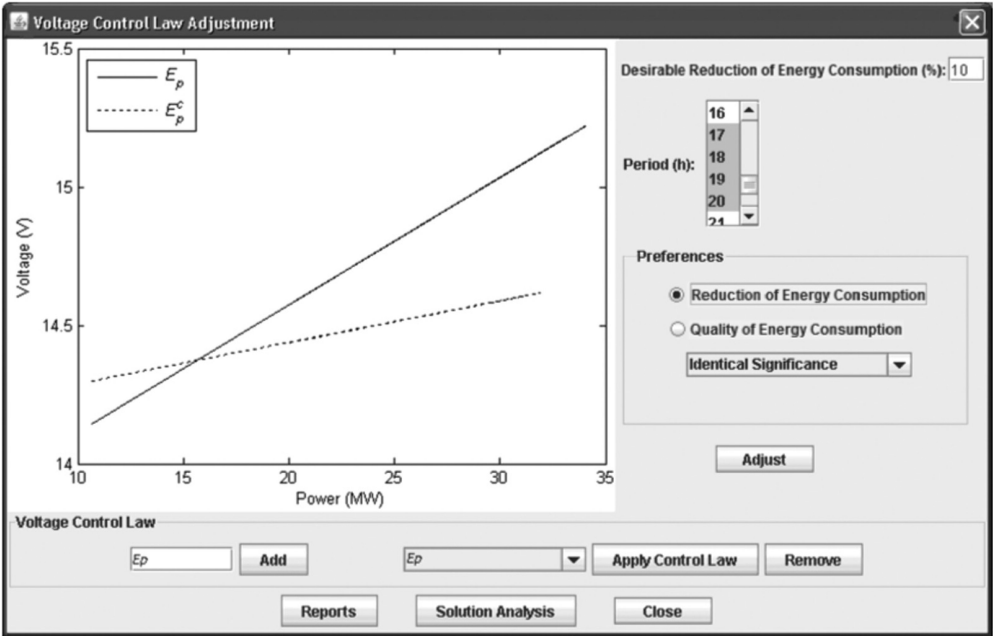 Voltage Control Law Adjustment
15.5
15
14.5
14
Voltage (V)
E_p
E_p^c
10 15 20 25 30 35
Power (MW)
Desirable Reduction of Energy Consumption (%): 10
Period (h):
16
17
18
19
20
21
Preferences
Reduction of Energy Consumption
Quality of Energy Consumption
Identical Significance
Adjust
Voltage Control Law
Ep Add Ep Apply Control Law Remove
Reports Solution Analysis Close